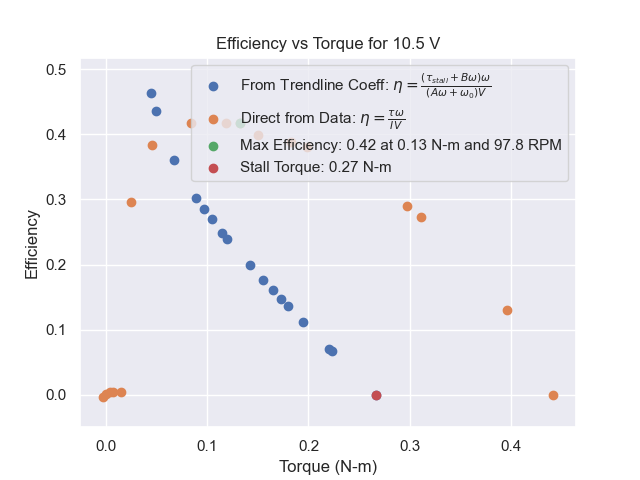 Efficiency vs Torque for 10.5 V
0.5
0.4
0.3
0.2
0.1
0.0
Efficiency
From Trendline Coeff: η = (τ_stall + Bω)ω / (Aω + ω₀)V
Direct from Data: η = τω / IV
Max Efficiency: 0.42 at 0.13 N-m and 97.8 RPM
Stall Torque: 0.27 N-m
0.0 0.1 0.2 0.3 0.4
Torque (N-m)